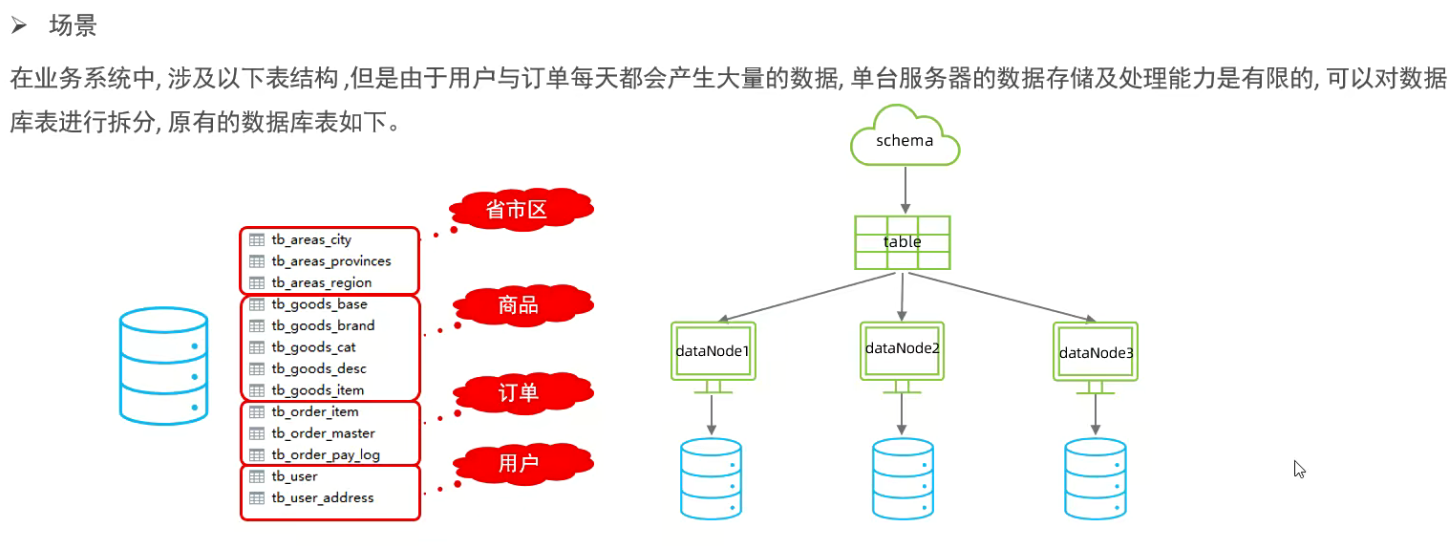 ➢ 场景
在业务系统中, 涉及以下表结构 ,但是由于用户与订单每天都会产生大量的数据, 单台服务器的数据存储及处理能力是有限的, 可以对数据
库表进行拆分, 原有的数据库表如下。
省市区
tb_areas_city
tb_areas_provinces
tb_areas_region
商品
tb_goods_base
tb_goods_brand
tb_goods_cat
tb_goods_desc
tb_goods_item
订单
tb_order_item
tb_order_master
tb_order_pay_log
用户
tb_user
tb_user_address
schema
table
dataNode1
dataNode2
dataNode3